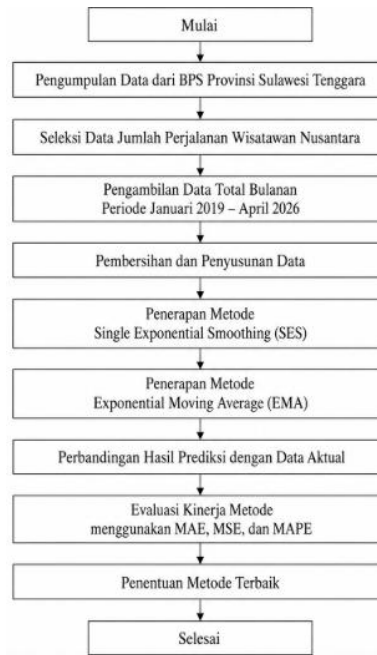 Mulai
Pengumpulan Data dari BPS Provinsi Sulawesi Tenggara
Seleksi Data Jumlah Perjalanan Wisatawan Nusantara
Pengambilan Data Total Bulanan
Periode Januari 2019 – April 2026
Pembersihan dan Penyusunan Data
Penerapan Metode
Single Exponential Smoothing (SES)
Penerapan Metode
Exponential Moving Average (EMA)
Perbandingan Hasil Prediksi dengan Data Aktual
Evaluasi Kinerja Metode
menggunakan MAE, MSE, dan MAPE
Penentuan Metode Terbaik
Selesai